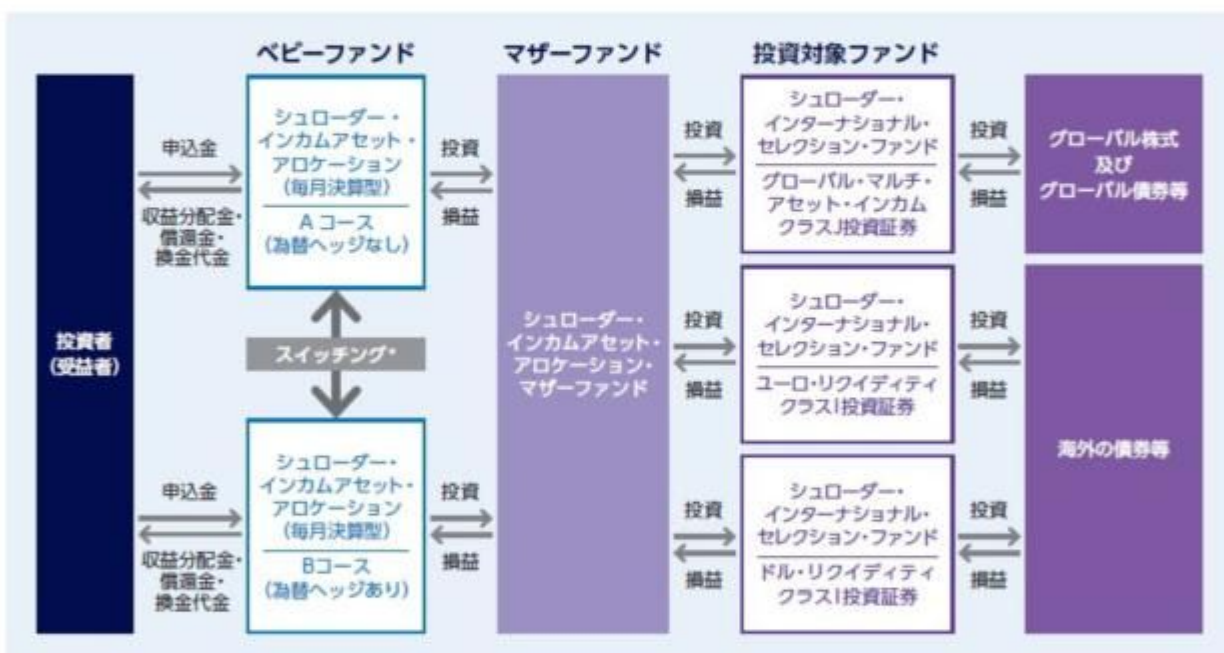 ベビーファンド
マザーファンド
投資対象ファンド
投資者
(受益者)
申込金
収益分配金・
償還金・
換金代金
シュローダー・
インカムアセット・
アロケーション
(毎月決算型)
Aコース
(為替ヘッジなし)
投資
損益
スイッチング*
申込金
収益分配金・
償還金・
換金代金
シュローダー・
インカムアセット・
アロケーション
(毎月決算型)
Bコース
(為替ヘッジあり)
投資
損益
シュローダー・
インカムアセット・
アロケーション・
マザーファンド
投資
損益
シュローダー・
インターナショナル・
セレクション・ファンド
グローバル・マルチ・
アセット・インカム
クラスJ投資証券
投資
損益
グローバル株式
及び
グローバル債券等
投資
損益
シュローダー・
インターナショナル・
セレクション・ファンド
ユーロ・リクイディティ
クラスI投資証券
投資
損益
投資
損益
シュローダー・
インターナショナル・
セレクション・ファンド
ドル・リクイディティ
クラスI投資証券
投資
損益
海外の債券等